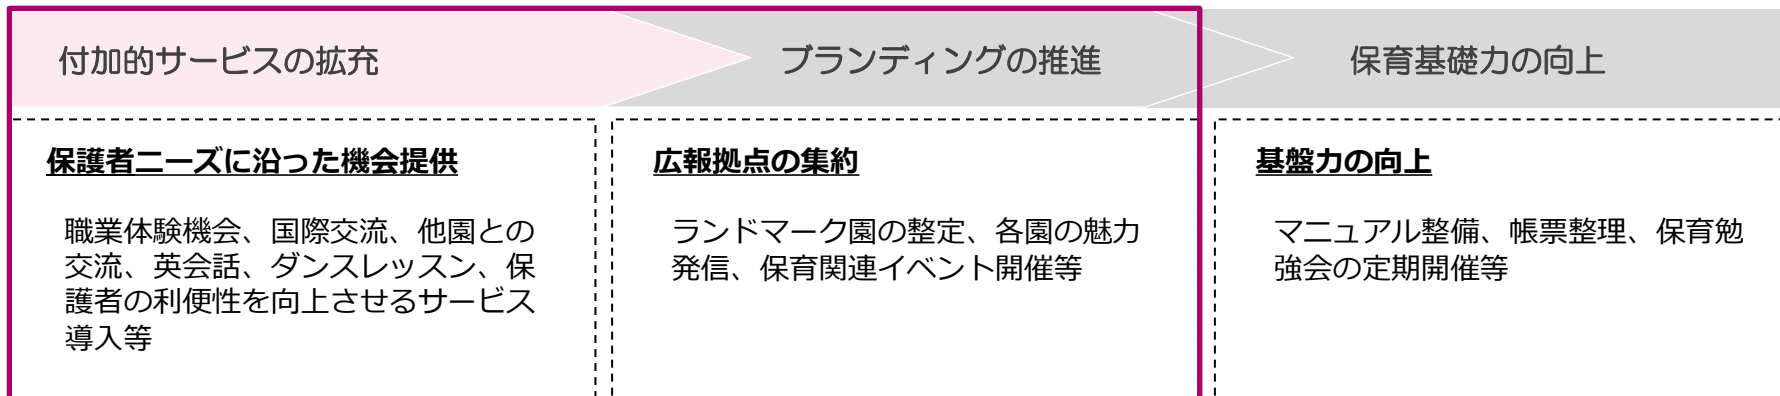 付加的サービスの拡充
ブランディングの推進
保育基礎力の向上
保護者ニーズに沿った機会提供
職業体験機会、国際交流、他園との
交流、英会話、ダンスレッスン、保
護者の利便性を向上させるサービス
導入等
広報拠点の集約
ランドマーク園の整定、各園の魅力
発信、保育関連イベント開催等
基盤力の向上
マニュアル整備、帳票整理、保育勉
強会の定期開催等